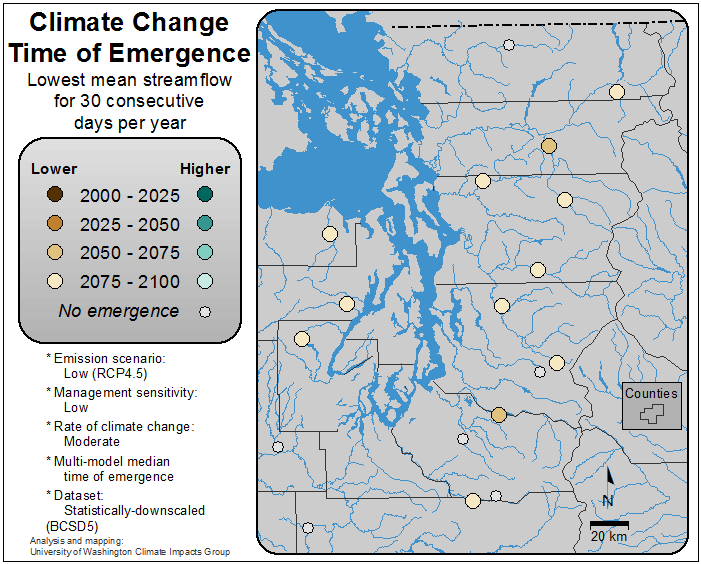 Climate Change
Time of Emergence
Lowest mean streamflow
for 30 consecutive
days per year
Lower Higher
2000 - 2025
2025 - 2050
2050 - 2075
2075 - 2100
No emergence
* Emission scenario:
Low (RCP4.5)
* Management sensitivity:
Low
* Rate of climate change:
Moderate
* Multi-model median
time of emergence
* Dataset:
Statistically-downscaled
(BCSD5)
Analysis and mapping:
University of Washington Climate Impacts Group
Counties
N
20 km